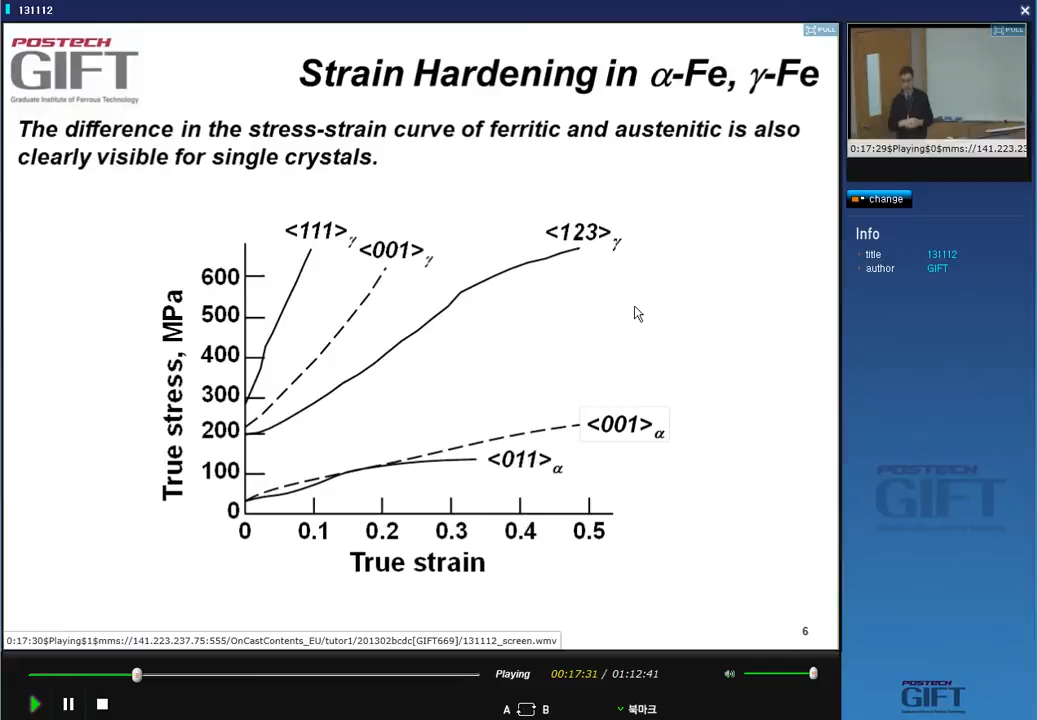 131112
POSTECH
GIFT
Graduate Institute of Ferrous Technology
Strain Hardening in α-Fe, γ-Fe
FULL
The difference in the stress-strain curve of ferritic and austenitic is also
clearly visible for single crystals.
<111>γ
<001>γ
<123>γ
600
500
400
300
200
100
0
True stress, MPa
<001>α
<011>α
0 0.1 0.2 0.3 0.4 0.5
True strain
0:17:30$Playing$1$mms://141.223.237.75:555/OnCastContents_EU/tutor1/201302bcdc[GIFT669]/131112_screen.wmv
6
FULL
0:17:29$Playing$0$mms://141.223.23
change
Info
title 131112
author GIFT
POSTECH
GIFT
Playing 00:17:31 / 01:12:41
A B
북마크
POSTECH
GIFT